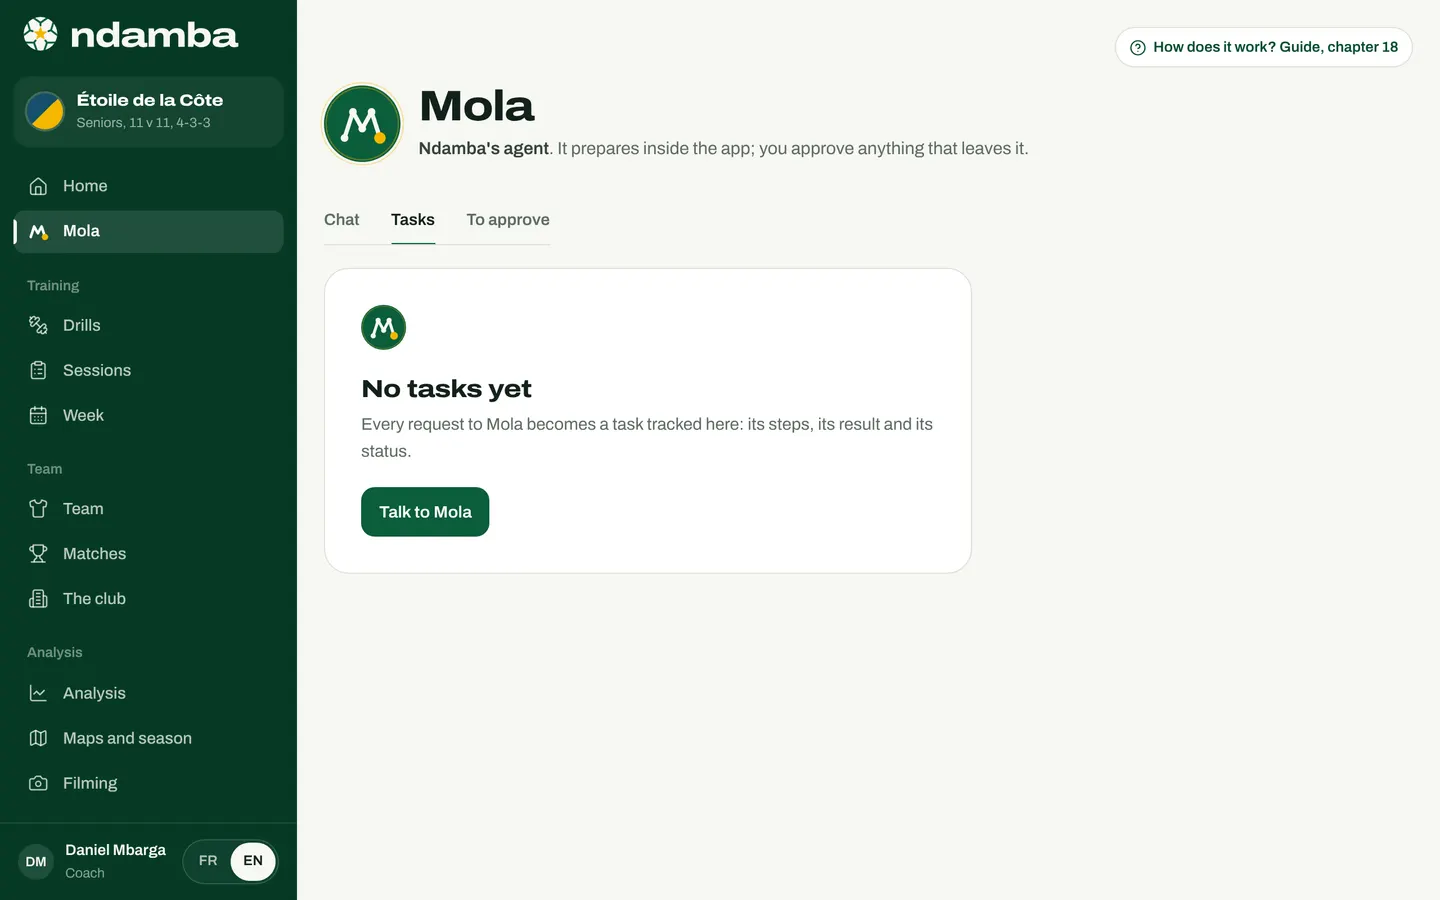 ndamba
Étoile de la Côte
Seniors, 11 v 11, 4-3-3
Home
Mola
Training
Drills
Sessions
Week
Team
Team
Matches
The club
Analysis
Analysis
Maps and season
Filming
DM
Daniel Mbarga
Coach
FR
EN
How does it work? Guide, chapter 18
Mola
Ndamba's agent. It prepares inside the app; you approve anything that leaves it.
Chat
Tasks
To approve
No tasks yet
Every request to Mola becomes a task tracked here: its steps, its result and its
status.
Talk to Mola